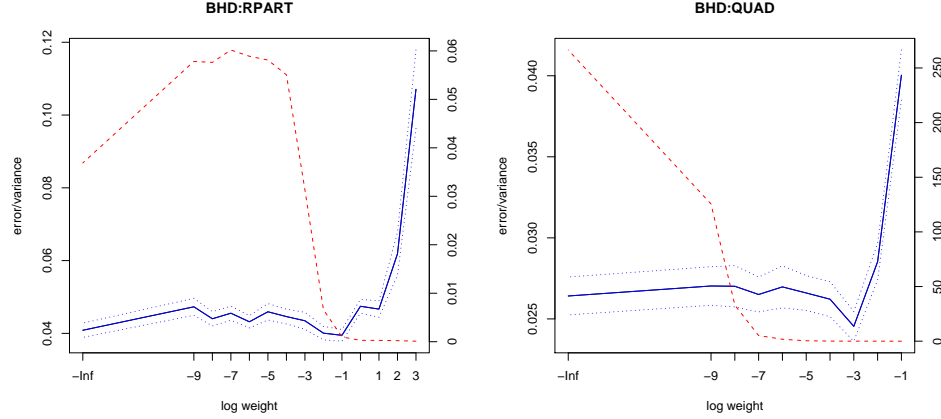 BHD:RPART
error/variance
0.04
0.06
0.08
0.10
0.12
0
0.01
0.02
0.03
0.04
0.05
0.06
−Inf −9 −7 −5 −3 −1 1 2 3
log weight
BHD:QUAD
error/variance
0.025
0.030
0.035
0.040
0
50
100
150
200
250
−Inf −9 −7 −5 −3 −1
log weight